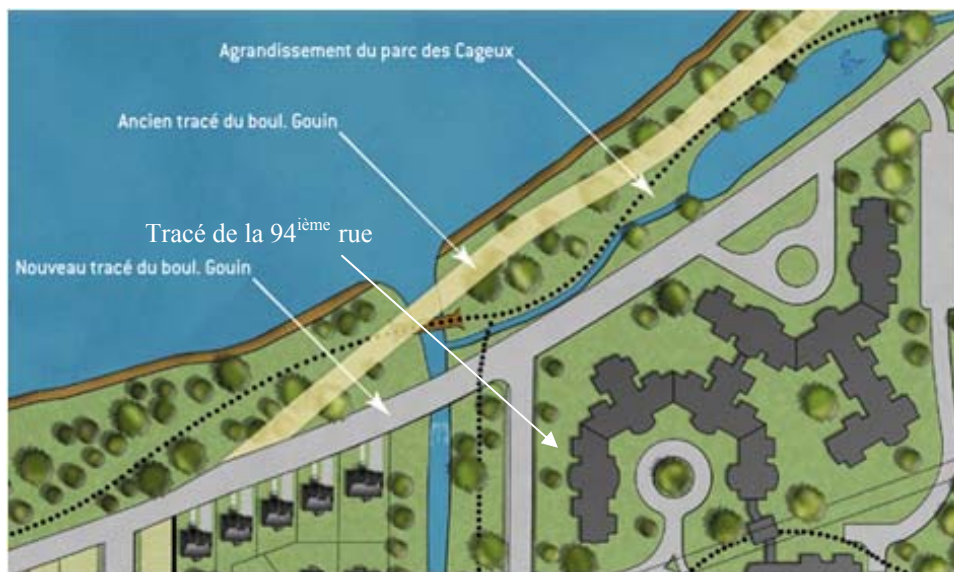 Agrandissement du parc des Cageux
Ancien tracé du boul. Gouin
Tracé de la 94ième rue
Nouveau tracé du boul. Gouin